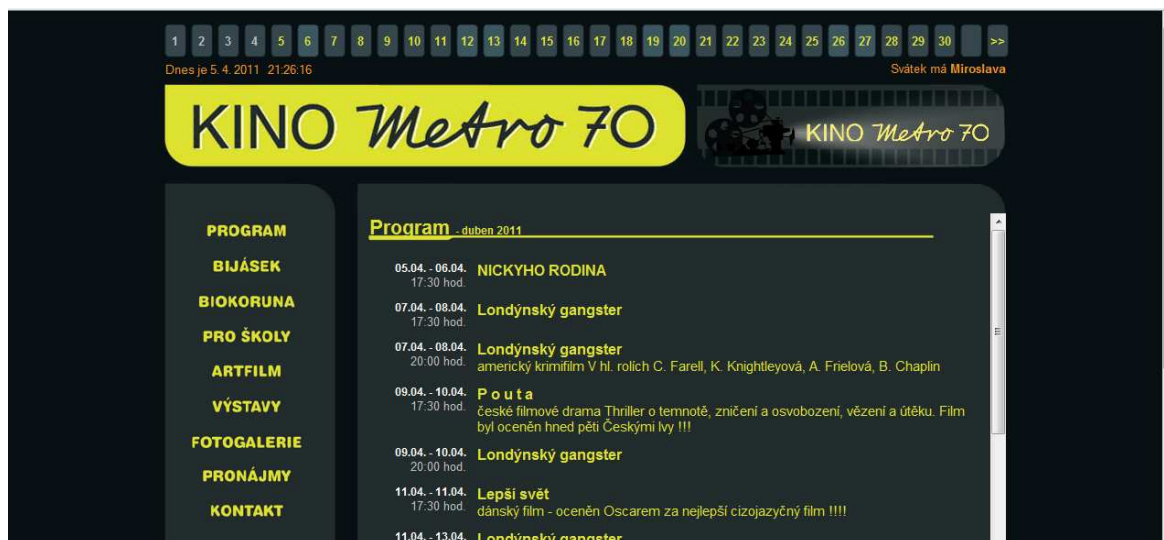 1 2 3 4 5 6 7 8 9 10 11 12 13 14 15 16 17 18 19 20 21 22 23 24 25 26 27 28 29 30 >>
Dnes je 5. 4. 2011 21:26:16
Svátek má Miroslava
KINO Metro 70
KINO Metro 70
PROGRAM
BIJÁSEK
BIOKORUNA
PRO ŠKOLY
ARTFILM
VÝSTAVY
FOTOGALERIE
PRONÁJMY
KONTAKT
Program - duben 2011
05.04. - 06.04. NICKYHO RODINA
17:30 hod.
07.04. - 08.04. Londýnský gangster
17:30 hod.
07.04. - 08.04. Londýnský gangster
20:00 hod. americký krimifilm V hl. rolích C. Farell, K. Knightleyová, A. Frielová, B. Chaplin
09.04. - 10.04. P o u t a
17:30 hod. české filmové drama Thriller o temnotě, zničení a osvobození, vězení a útěku. Film
byl oceněn hned pěti Českými lvy !!!
09.04. - 10.04. Londýnský gangster
20:00 hod.
11.04. - 11.04. Lepší svět
17:30 hod. dánský film - oceněn Oscarem za nejlepší cizojazyčný film !!!!
11.04. - 13.04. Londýnský gangster